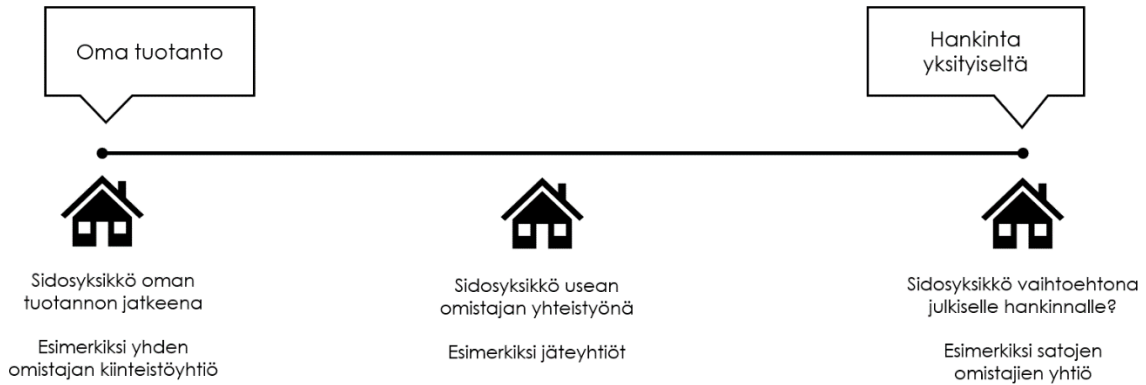 Oma tuotanto
Hankinta
yksityiseltä
Sidosyksikkö oman
tuotannon jatkeena
Esimerkiksi yhden
omistajan kiinteistöyhtiö
Sidosyksikkö usean
omistajan yhteistyönä
Esimerkiksi jäteyhtiöt
Sidosyksikkö vaihtoehtona
julkiselle hankinnalle?
Esimerkiksi satojen
omistajien yhtiö